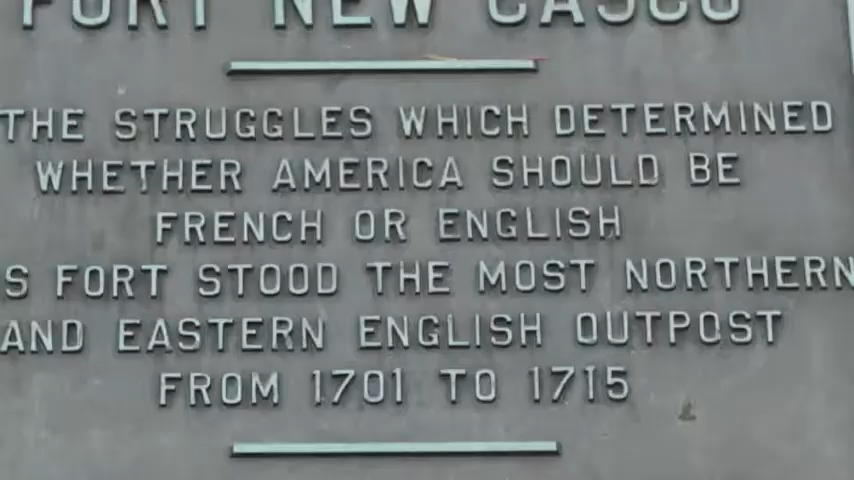 FORT NEW CASCO
THE STRUGGLES WHICH DETERMINED
WHETHER AMERICA SHOULD BE
FRENCH OR ENGLISH
S FORT STOOD THE MOST NORTHERN
AND EASTERN ENGLISH OUTPOST
FROM 1701 TO 1715